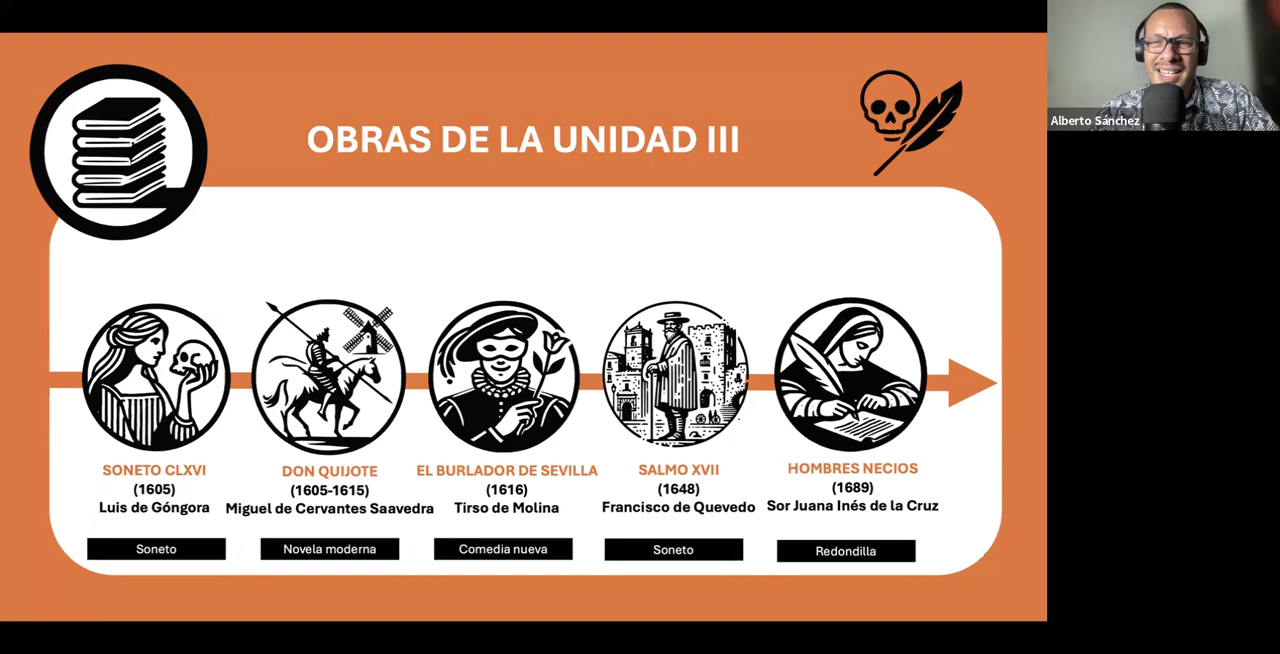 OBRAS DE LA UNIDAD III
Alberto Sánchez
SONETO CLXVI
(1605)
Luis de Góngora
Soneto
DON QUIJOTE
(1605-1615)
Miguel de Cervantes Saavedra
Novela moderna
EL BURLADOR DE SEVILLA
(1616)
Tirso de Molina
Comedia nueva
SALMO XVII
(1648)
Francisco de Quevedo
Soneto
HOMBRES NECIOS
(1689)
Sor Juana Inés de la Cruz
Redondilla